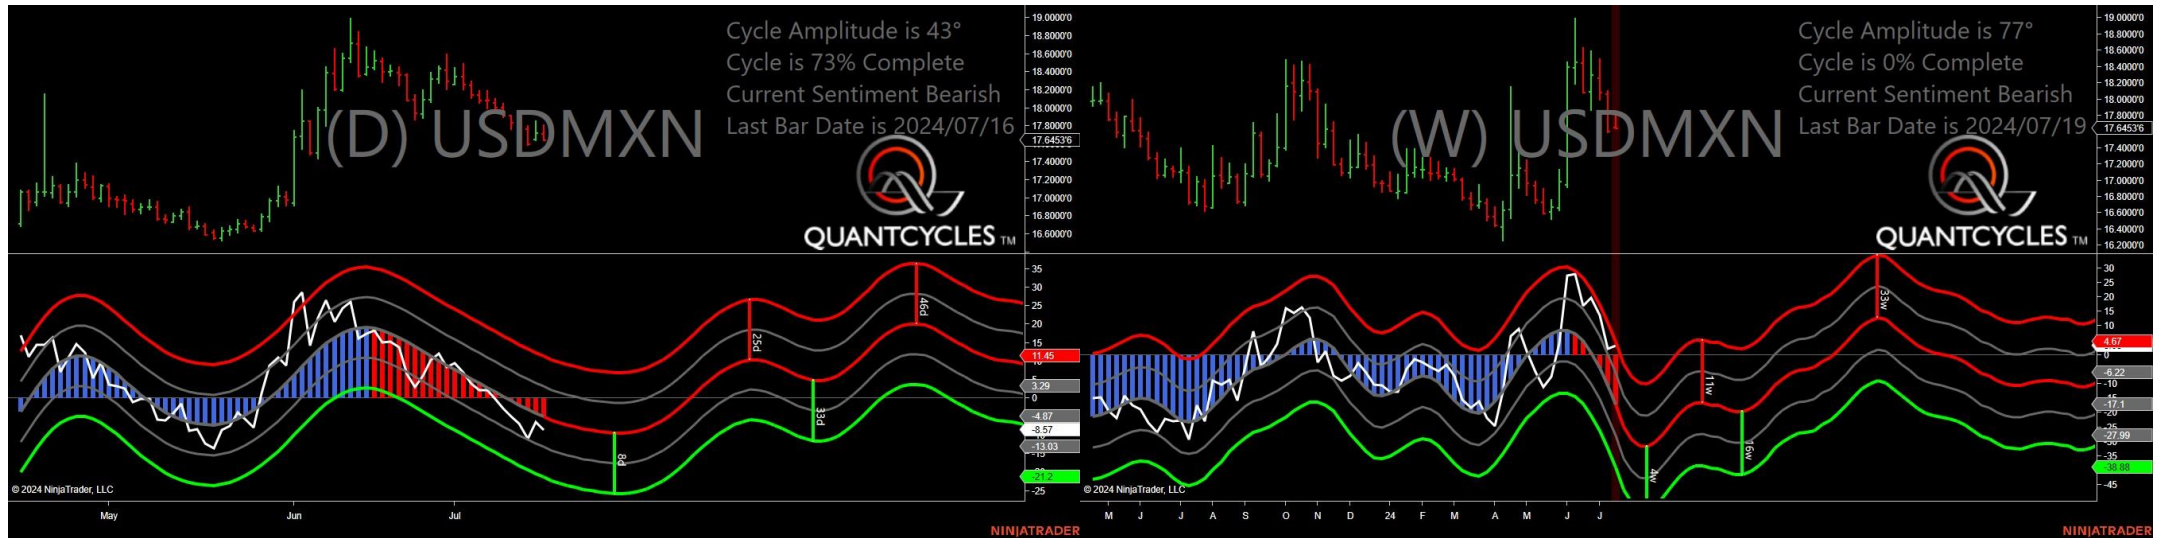 Cycle Amplitude is 43°
Cycle is 73% Complete
Current Sentiment Bearish
Last Bar Date is 2024/07/16
(D) USDMXN
QUANTCYCLES TM
19.0000'0
18.8000'0
18.6000'0
18.4000'0
18.2000'0
18.0000'0
17.8000'0
17.6453'6
17.4000'0
17.2000'0
17.0000'0
16.8000'0
16.6000'0
35
30
25
20
15
11.45
5
3.29
0
-4.87
-8.57
-13.03
-15
-21.2
-25
8d
25d
33d
46d
© 2024 NinjaTrader, LLC
May Jun Jul
NINJATRADER
Cycle Amplitude is 77°
Cycle is 0% Complete
Current Sentiment Bearish
Last Bar Date is 2024/07/19
(W) USDMXN
QUANTCYCLES TM
19.0000'0
18.8000'0
18.6000'0
18.4000'0
18.2000'0
18.0000'0
17.8000'0
17.6453'6
17.4000'0
17.2000'0
17.0000'0
16.8000'0
16.6000'0
16.4000'0
16.2000'0
30
25
20
15
10
4.67
0
-6.22
-10
-17.1
-20
-27.99
-35
-38.88
-45
4w
11w
16w
33w
© 2024 NinjaTrader, LLC
M J J A S O N D 24 F M A M J J
NINJATRADER